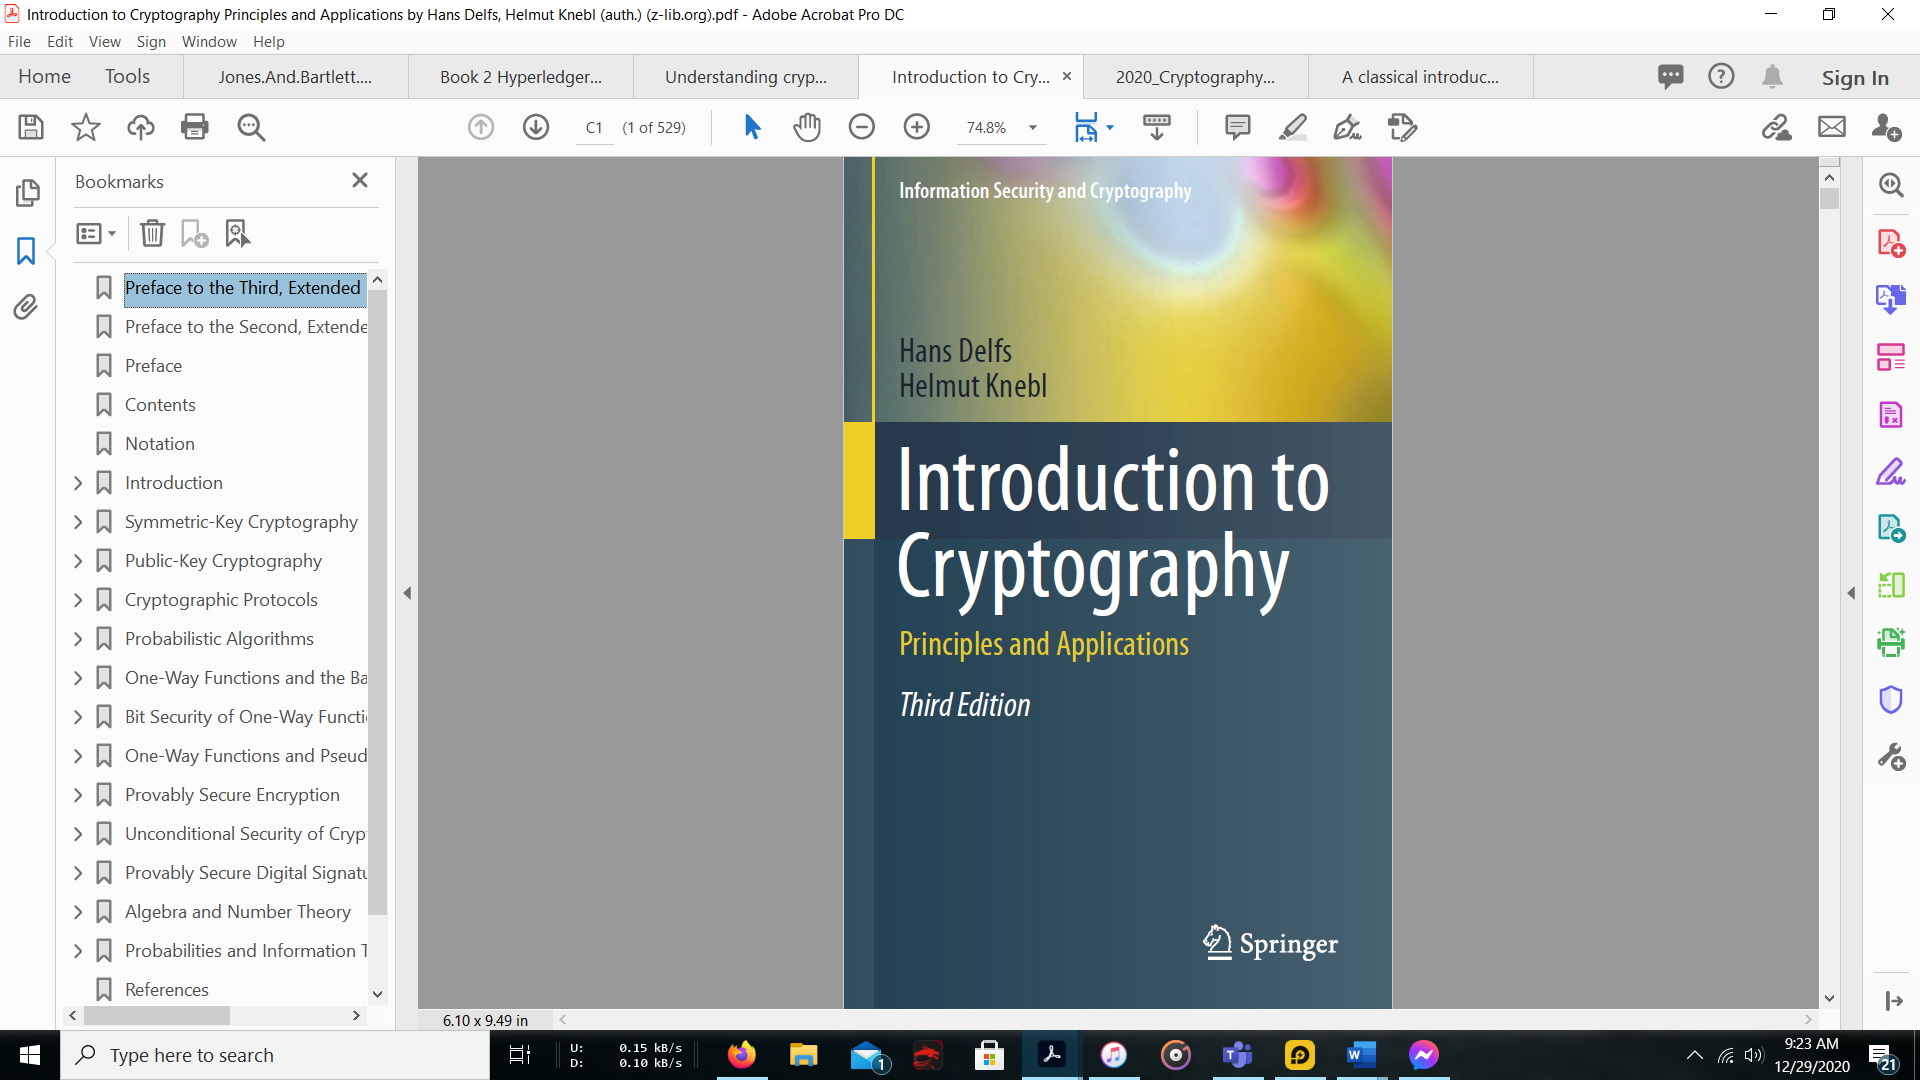 Introduction to Cryptography Principles and Applications by Hans Delfs, Helmut Knebl (auth.) (z-lib.org).pdf - Adobe Acrobat Pro DC
File Edit View Sign Window Help
Home Tools Jones.And.Bartlett.... Book 2 Hyperledger... Understanding cryp... Introduction to Cry... 2020_Cryptography... A classical introduc... Sign In
C1 (1 of 529) 74.8%
Bookmarks
Preface to the Third, Extended
Preface to the Second, Extende
Preface
Contents
Notation
Introduction
Symmetric-Key Cryptography
Public-Key Cryptography
Cryptographic Protocols
Probabilistic Algorithms
One-Way Functions and the Ba
Bit Security of One-Way Functi
One-Way Functions and Pseud
Provably Secure Encryption
Unconditional Security of Cryp
Provably Secure Digital Signatu
Algebra and Number Theory
Probabilities and Information T
References
Information Security and Cryptography
Hans Delfs
Helmut Knebl
Introduction to
Cryptography
Principles and Applications
Third Edition
Springer
6.10 x 9.49 in
Type here to search
U: 0.15 kB/s
D: 0.10 kB/s
1
9:23 AM
12/29/2020
21